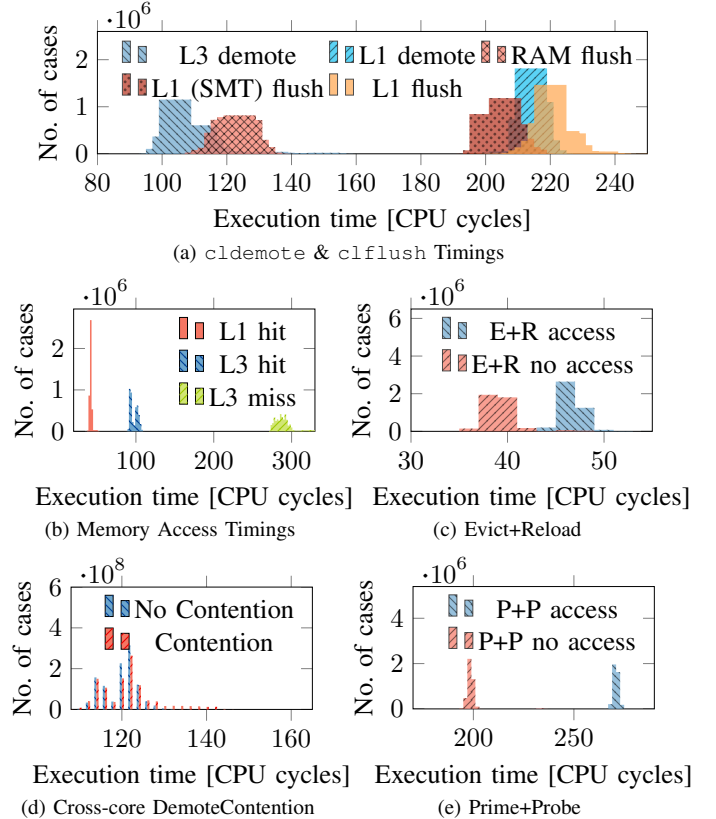 ·10^6
No. of cases
2
1
0
L3 demote L1 demote RAM flush
L1 (SMT) flush L1 flush
80 100 120 140 160 180 200 220 240
Execution time [CPU cycles]
(a) cldemote & clflush Timings
·10^6
No. of cases
2
0
L1 hit
L3 hit
L3 miss
100 200 300
Execution time [CPU cycles]
(b) Memory Access Timings
·10^6
No. of cases
6
4
2
0
E+R access
E+R no access
30 40 50
Execution time [CPU cycles]
(c) Evict+Reload
·10^8
No. of cases
6
4
2
0
No Contention
Contention
120 140 160
Execution time [CPU cycles]
(d) Cross-core DemoteContention
·10^6
No. of cases
4
2
0
P+P access
P+P no access
200 250
Execution time [CPU cycles]
(e) Prime+Probe